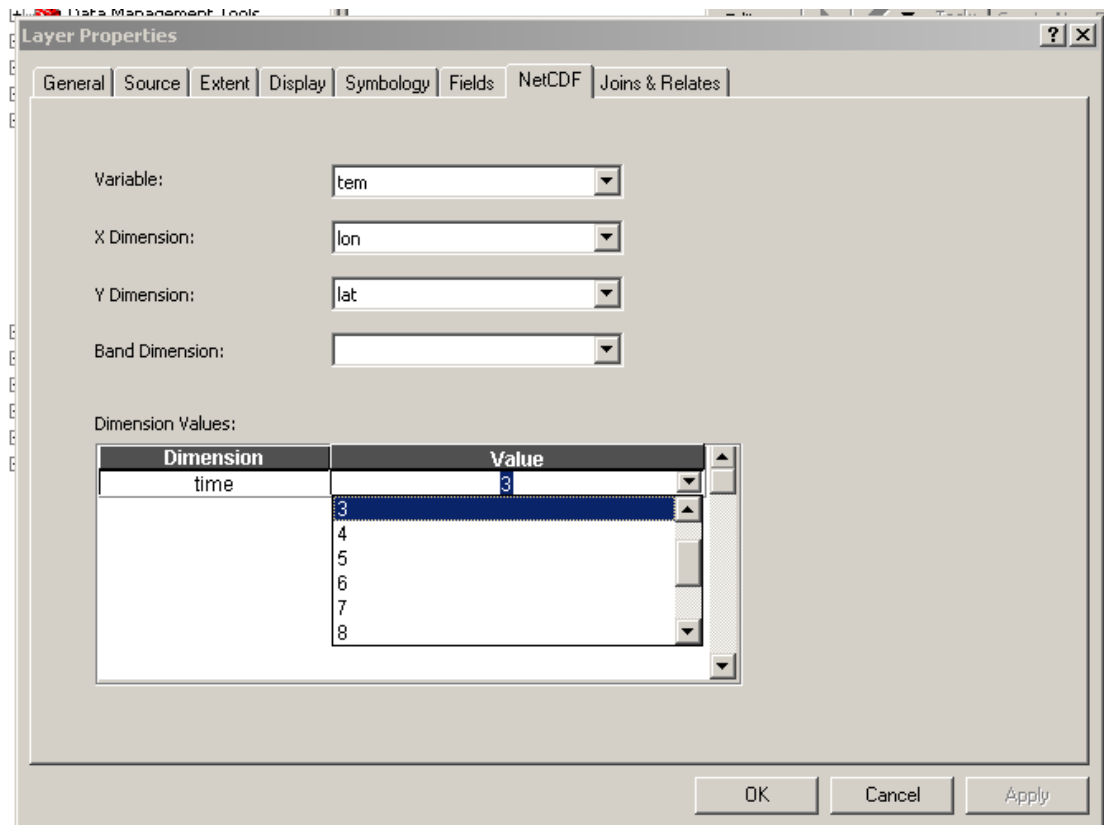 Data Management Tools
Layer Properties
General Source Extent Display Symbology Fields NetCDF Joins & Relates
Variable: tem
X Dimension: lon
Y Dimension: lat
Band Dimension:
Dimension Values:
Dimension Value
time 3
3
4
5
6
7
8
OK Cancel Apply